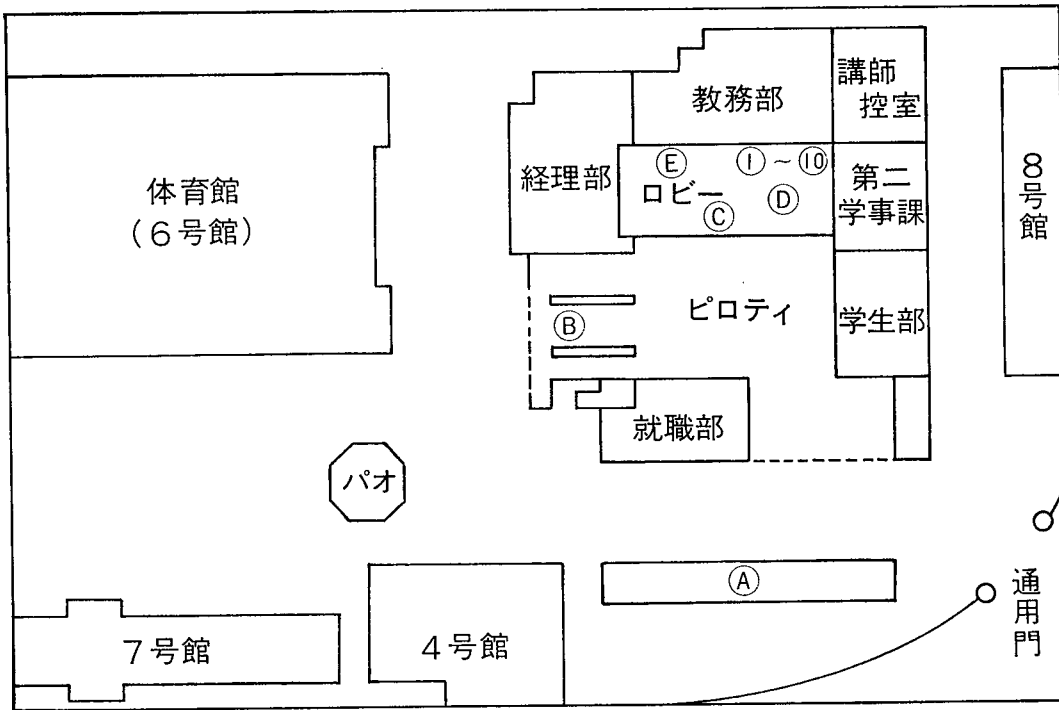 教務部
講師
控室
体育館
（6号館）
経理部
Ⓔ
①～⑩
ロビー
Ⓒ
Ⓓ
第二
学事課
8号館
Ⓑ
ピロティ
学生部
就職部
パオ
Ⓐ
通用門
7号館
4号館